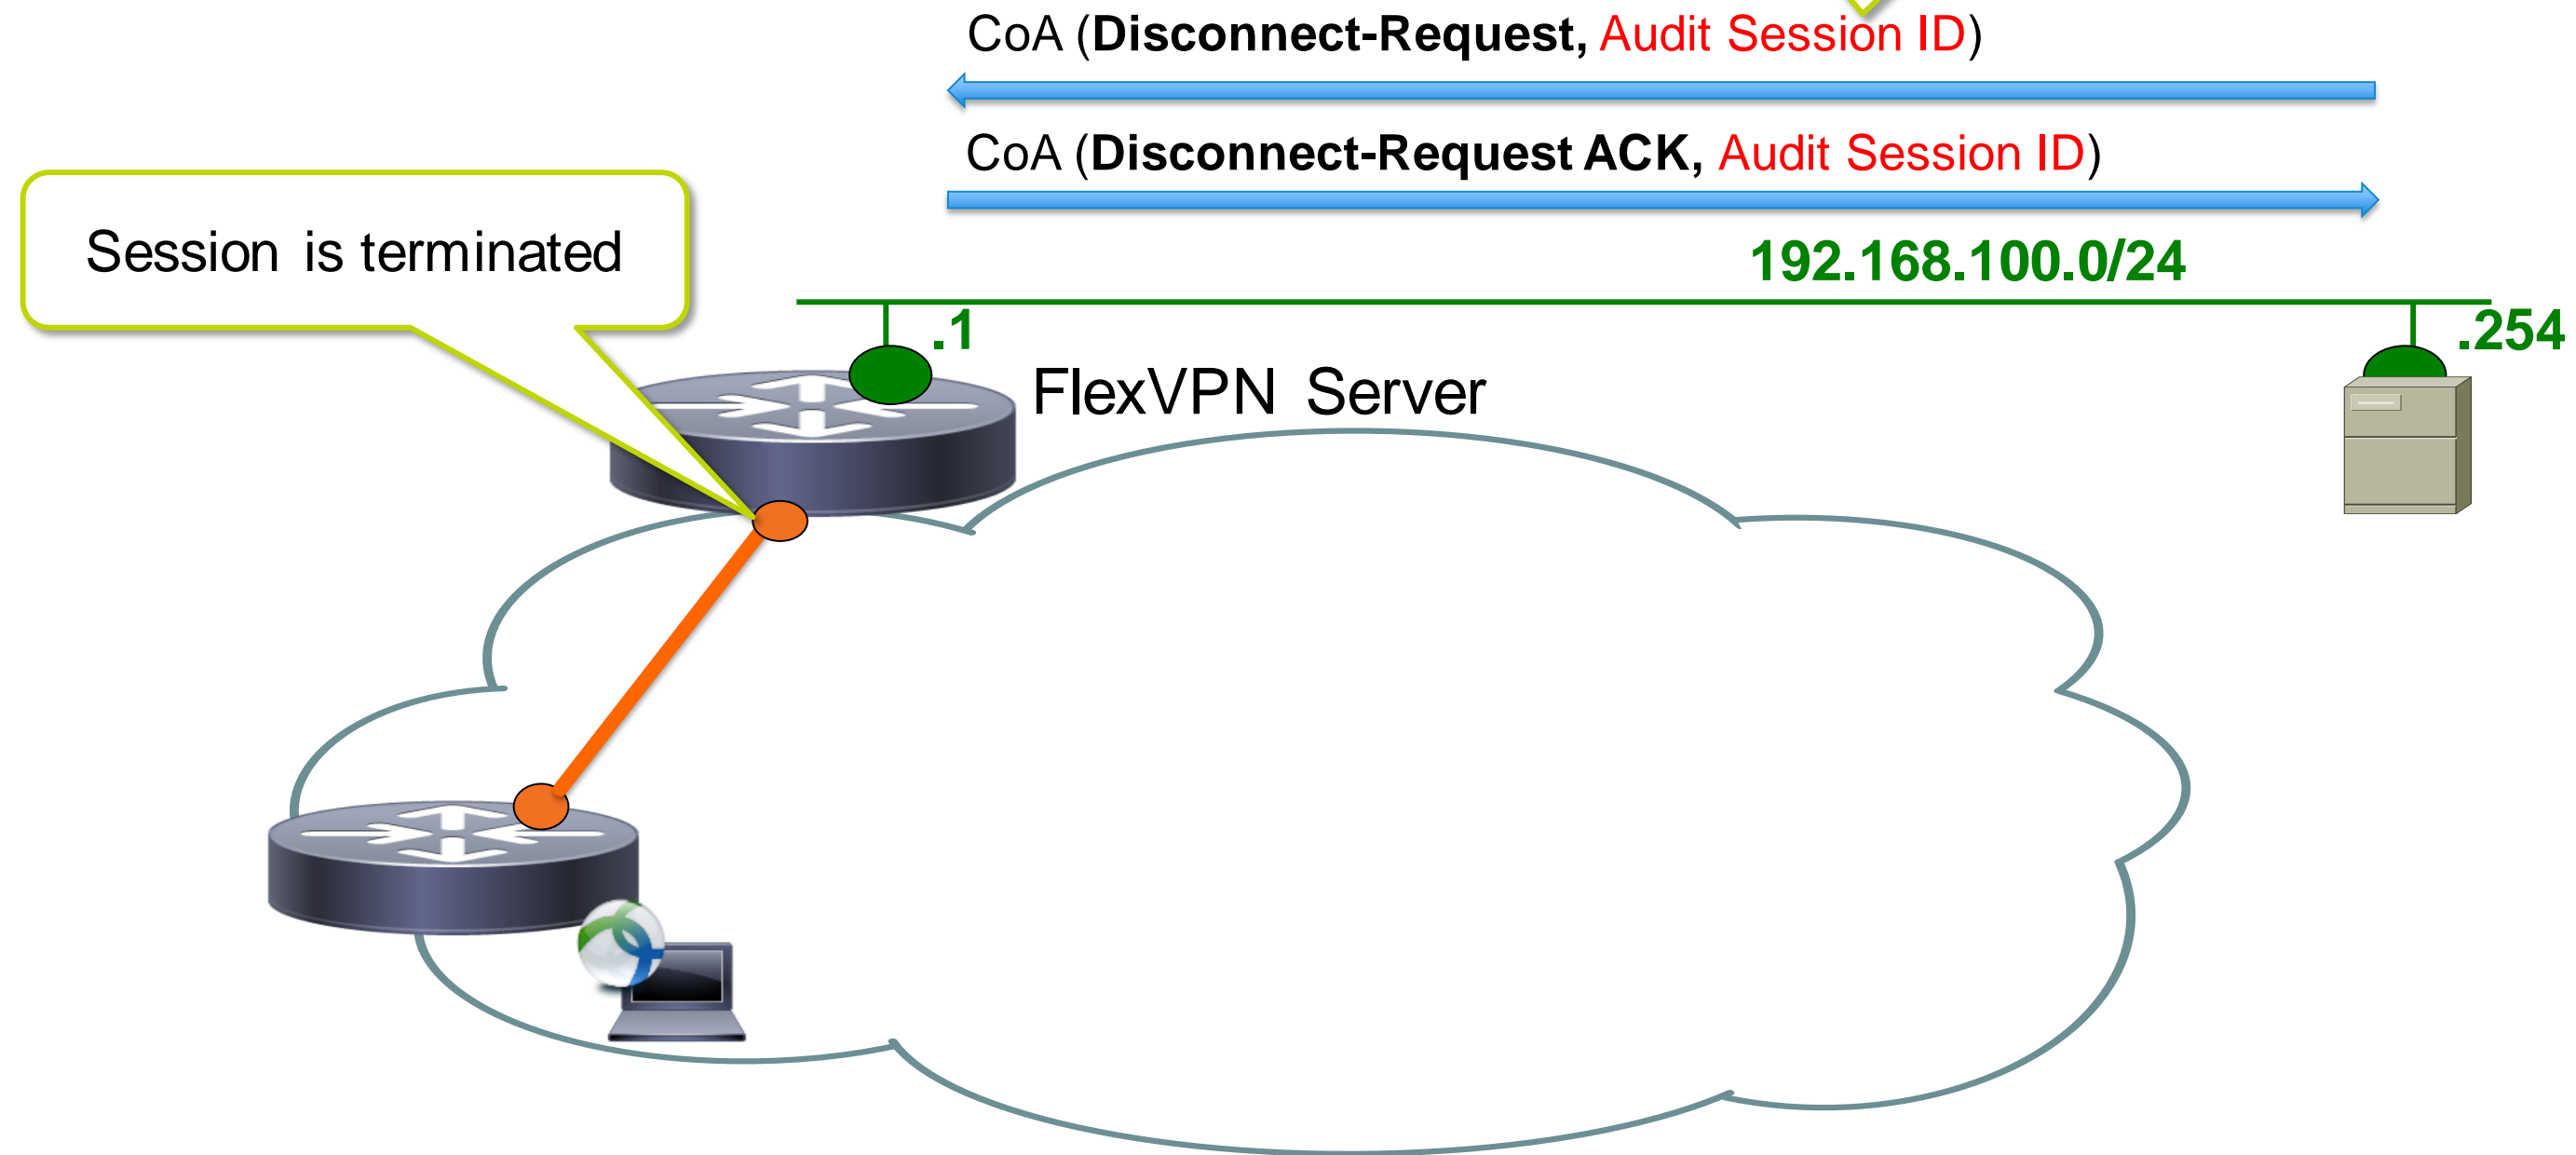 CoA (Disconnect-Request, Audit Session ID)
CoA (Disconnect-Request ACK, Audit Session ID)
Session is terminated
192.168.100.0/24
.1
.254
FlexVPN Server